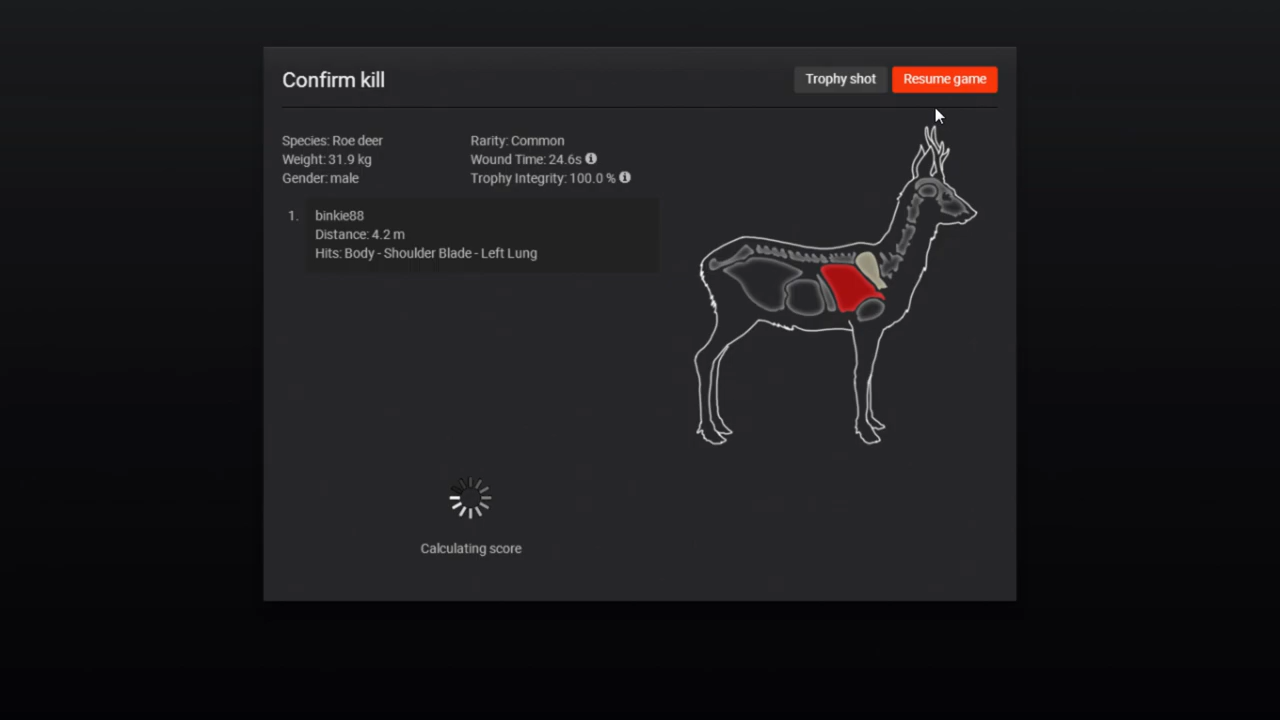 Confirm kill
Trophy shot
Resume game
Species: Roe deer
Rarity: Common
Weight: 31.9 kg
Wound Time: 24.6s
Gender: male
Trophy Integrity: 100.0 %
1. binkie88
Distance: 4.2 m
Hits: Body - Shoulder Blade - Left Lung
Calculating score